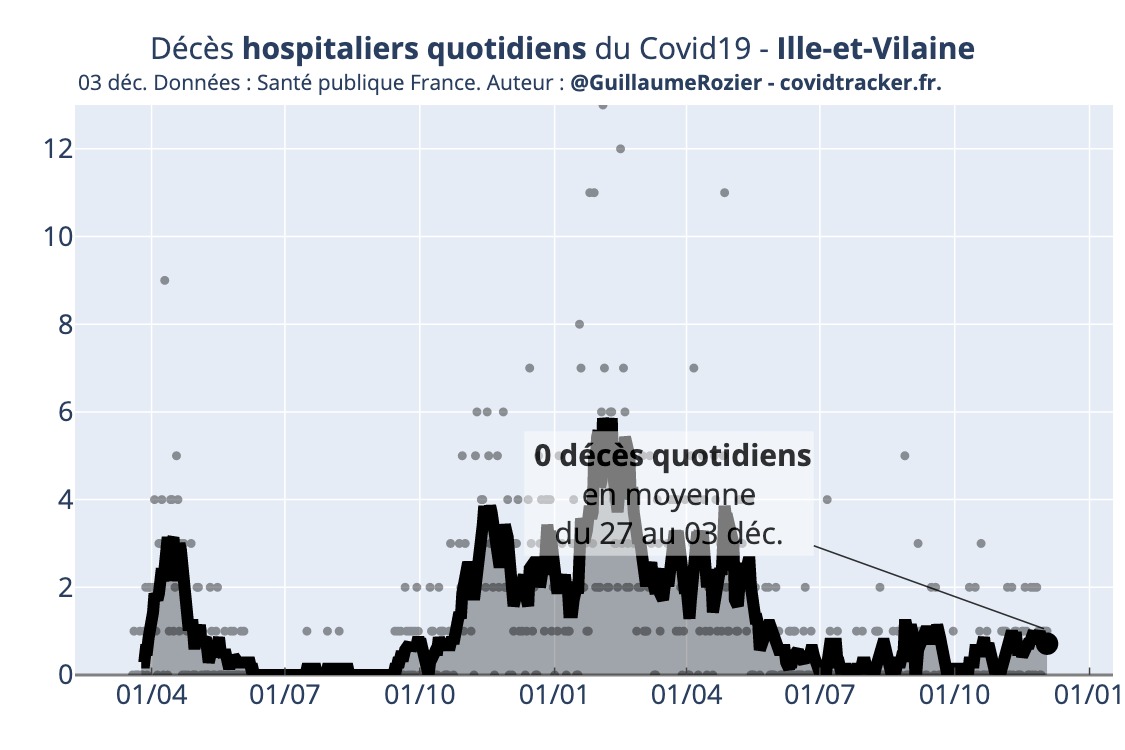 Décès hospitaliers quotidiens du Covid19 - Ille-et-Vilaine
03 déc. Données : Santé publique France. Auteur : @GuillaumeRozier - covidtracker.fr.
12
10
8
6
0 décès quotidiens
en moyenne
du 27 au 03 déc.
4
2
0
01/04 01/07 01/10 01/01 01/04 01/07 01/10 01/01